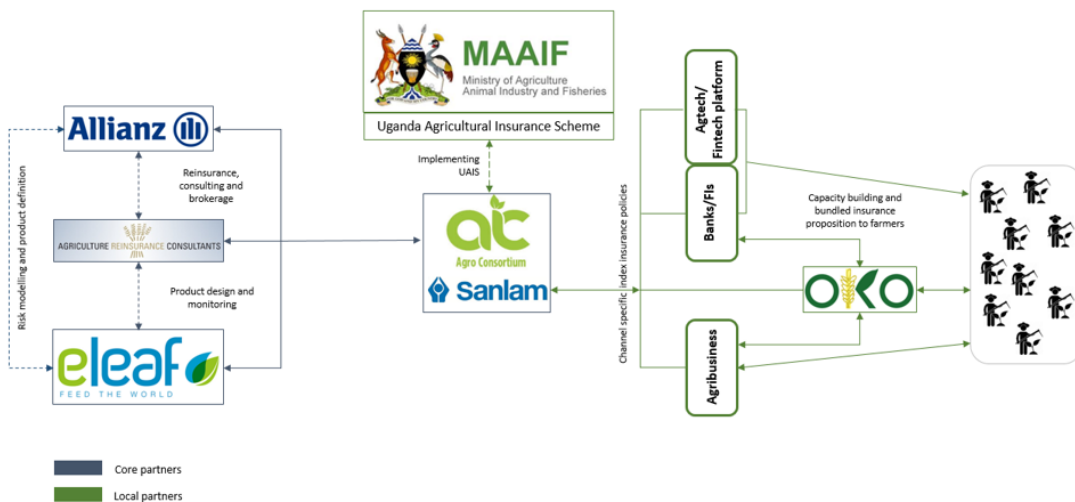 MAAIF
Ministry of Agriculture
Animal Industry and Fisheries
Uganda Agricultural Insurance Scheme
Allianz
Reinsurance,
consulting and
brokerage
Implementing
UAIS
AGRICULTURE REINSURANCE CONSULTANTS
Risk modelling and product definition
Product design and
monitoring
eleaf
FEED THE WORLD
aic
Agro Consortium
Sanlam
Channel specific index insurance policies
Agtech/
Fintech platform
Banks/FIs
Agribusiness
Capacity building and
bundled insurance
proposition to farmers
OKO
Core partners
Local partners